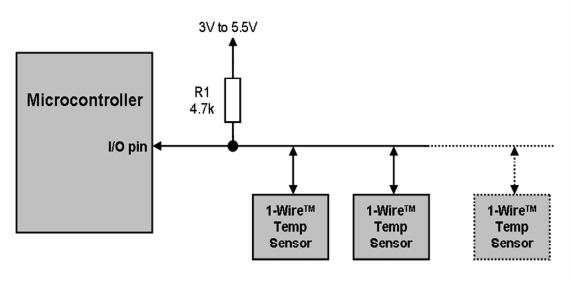 3V to 5.5V
Microcontroller
R1
4.7k
I/O pin
1-Wire™
Temp
Sensor
1-Wire™
Temp
Sensor
1-Wire™
Temp
Sensor